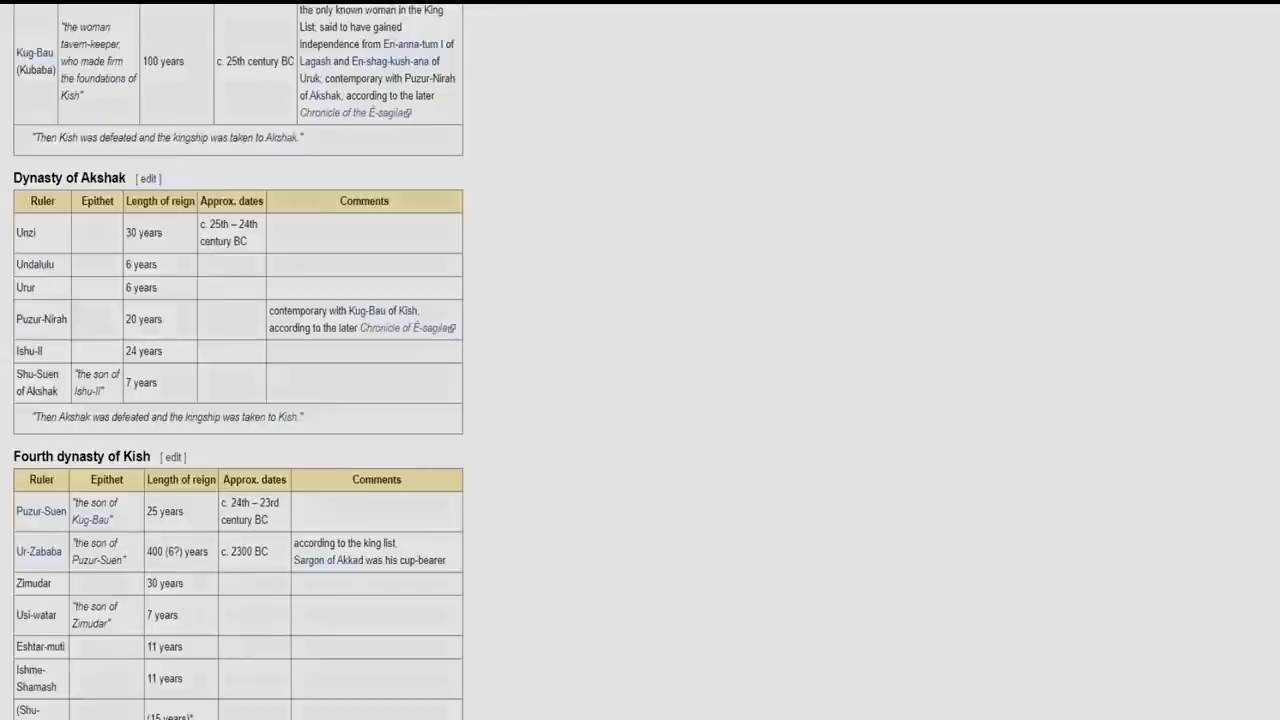 the only known woman in the King
List; said to have gained
"the woman
tavern-keeper,
who made firm
the foundations of
Kish"
independence from En-anna-tum I of
Kug-Bau
(Kubaba)
100 years
c. 25th century BC
Lagash and En-shag-kush-ana of
Uruk; contemporary with Puzur-Nirah
of Akshak, according to the later
Chronicle of the É-sagila
"Then Kish was defeated and the kingship was taken to Akshak."
Dynasty of Akshak [ edit ]
Ruler Epithet Length of reign Approx. dates Comments
Unzi 30 years c. 25th – 24th
century BC
Undalulu 6 years
Urur 6 years
Puzur-Nirah 20 years contemporary with Kug-Bau of Kish,
according to the later Chronicle of É-sagila
Ishu-Il 24 years
Shu-Suen
of Akshak
"the son of
Ishu-Il"
7 years
"Then Akshak was defeated and the kingship was taken to Kish."
Fourth dynasty of Kish [ edit ]
Ruler Epithet Length of reign Approx. dates Comments
Puzur-Suen "the son of
Kug-Bau"
25 years c. 24th – 23rd
century BC
Ur-Zababa "the son of
Puzur-Suen"
400 (6?) years c. 2300 BC according to the king list,
Sargon of Akkad was his cup-bearer
Zimudar 30 years
Usi-watar "the son of
Zimudar"
7 years
Eshtar-muti 11 years
Ishme-
Shamash
11 years
(Shu-
(15 years)*